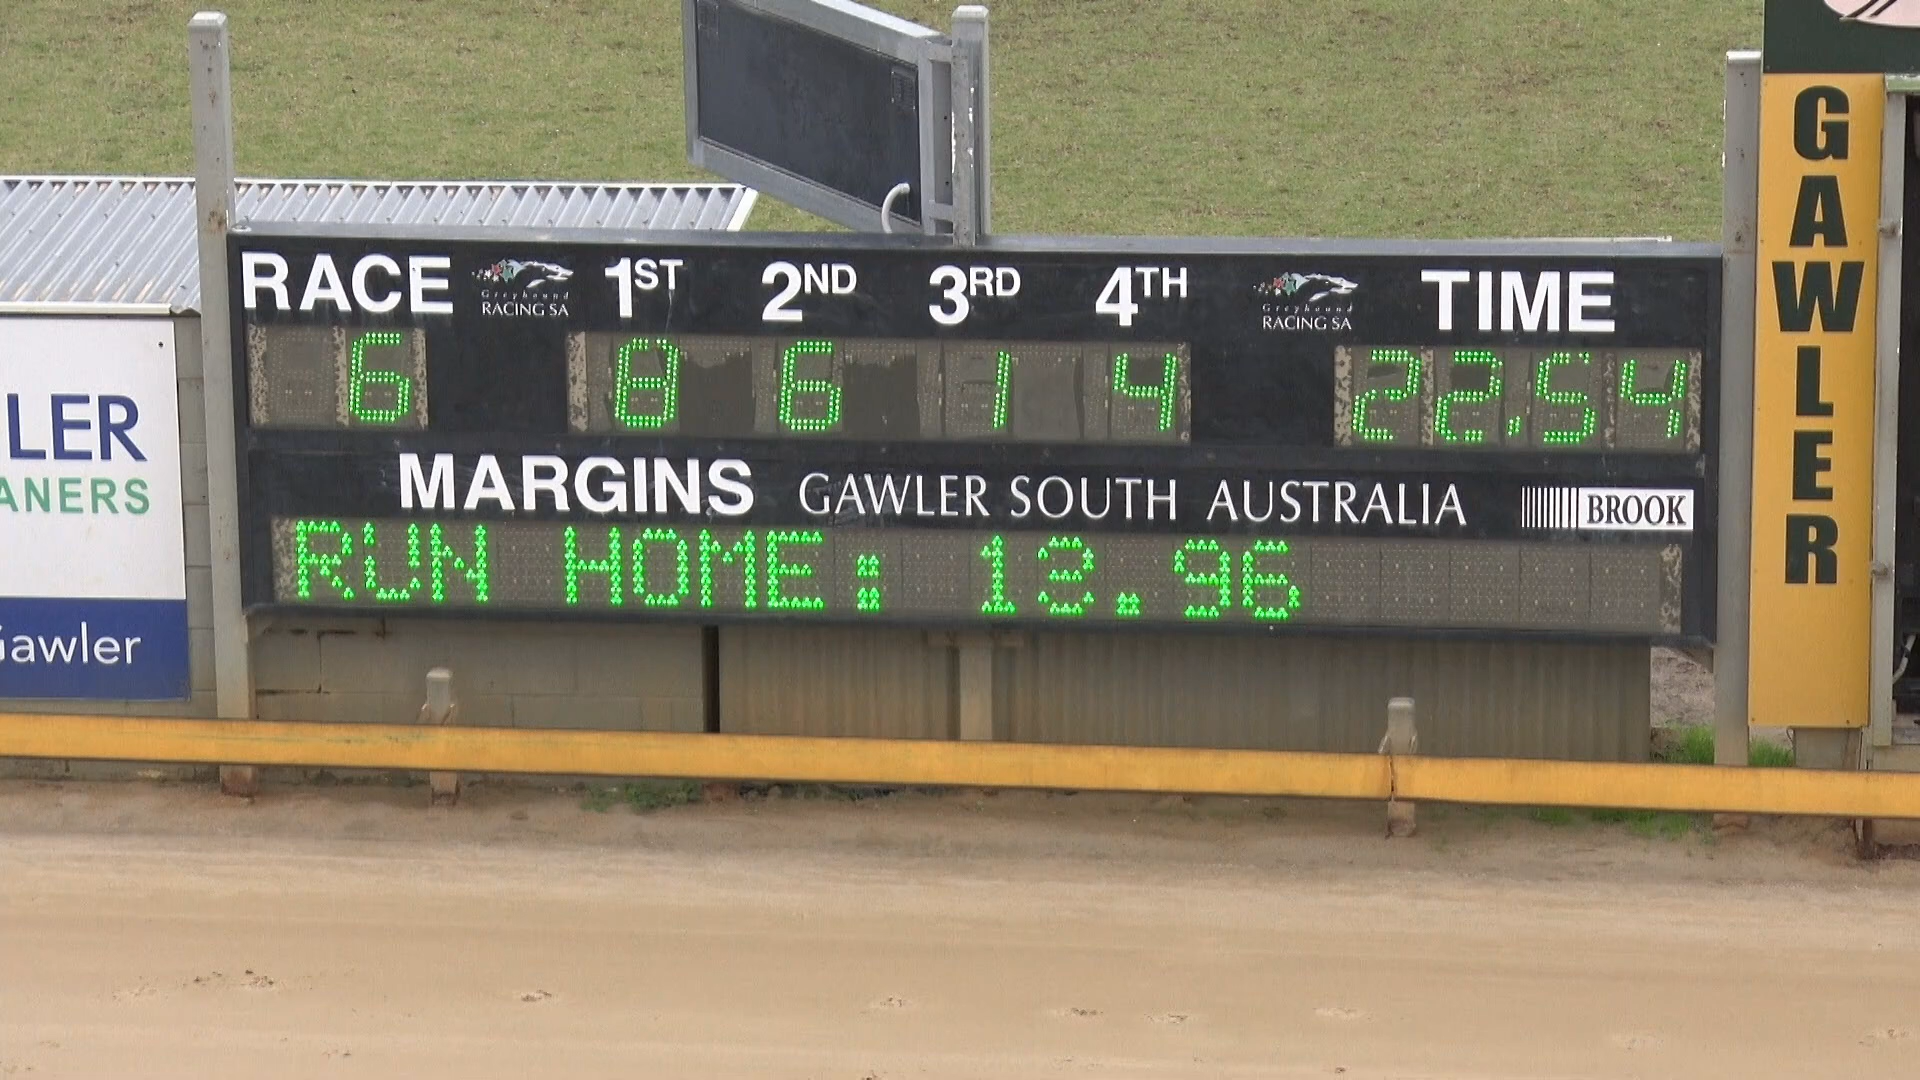 RACE Greyhound RACING SA 1ST 2ND 3RD 4TH Greyhound RACING SA TIME
6 8 6 1 4 22.54
MARGINS GAWLER SOUTH AUSTRALIA BROOK
RUN HOME: 13.96
GAWLER
LER
ANERS
Gawler